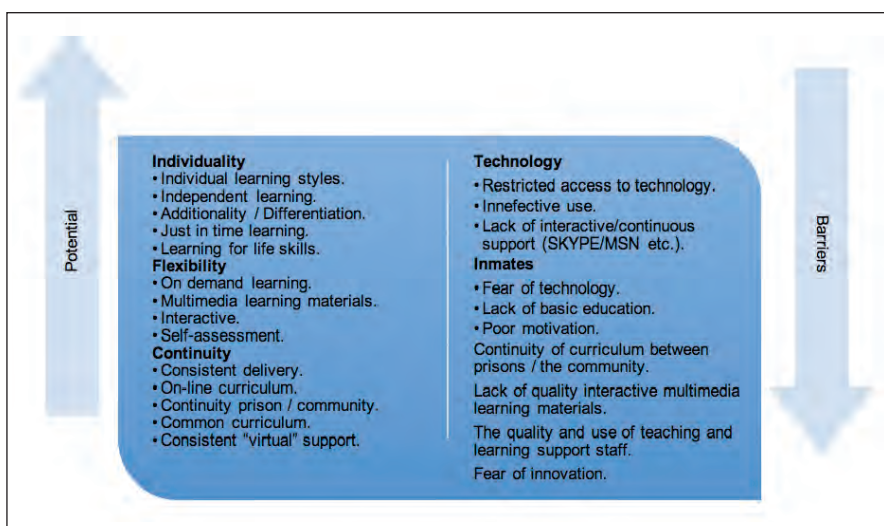 Potential
Individuality
• Individual learning styles.
• Independent learning.
• Additionality / Differentiation.
• Just in time learning.
• Learning for life skills.
Flexibility
• On demand learning.
• Multimedia learning materials.
• Interactive.
• Self-assessment.
Continuity
• Consistent delivery.
• On-line curriculum.
• Continuity prison / community.
• Common curriculum.
• Consistent "virtual" support.
Technology
• Restricted access to technology.
• Innefective use.
• Lack of interactive/continuous
support (SKYPE/MSN etc.).
Inmates
• Fear of technology.
• Lack of basic education.
• Poor motivation.
Continuity of curriculum between
prisons / the community.
Lack of quality interactive multimedia
learning materials.
The quality and use of teaching and
learning support staff.
Fear of innovation.
Barriers